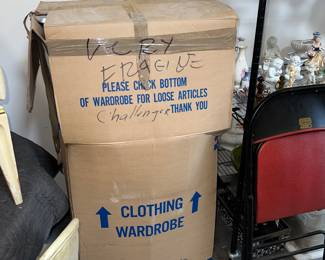 VERY
FRAGILE
PLEASE CHECK BOTTOM
OF WARDROBE FOR LOOSE ARTICLES
Challenger THANK YOU
CLOTHING
WARDROBE